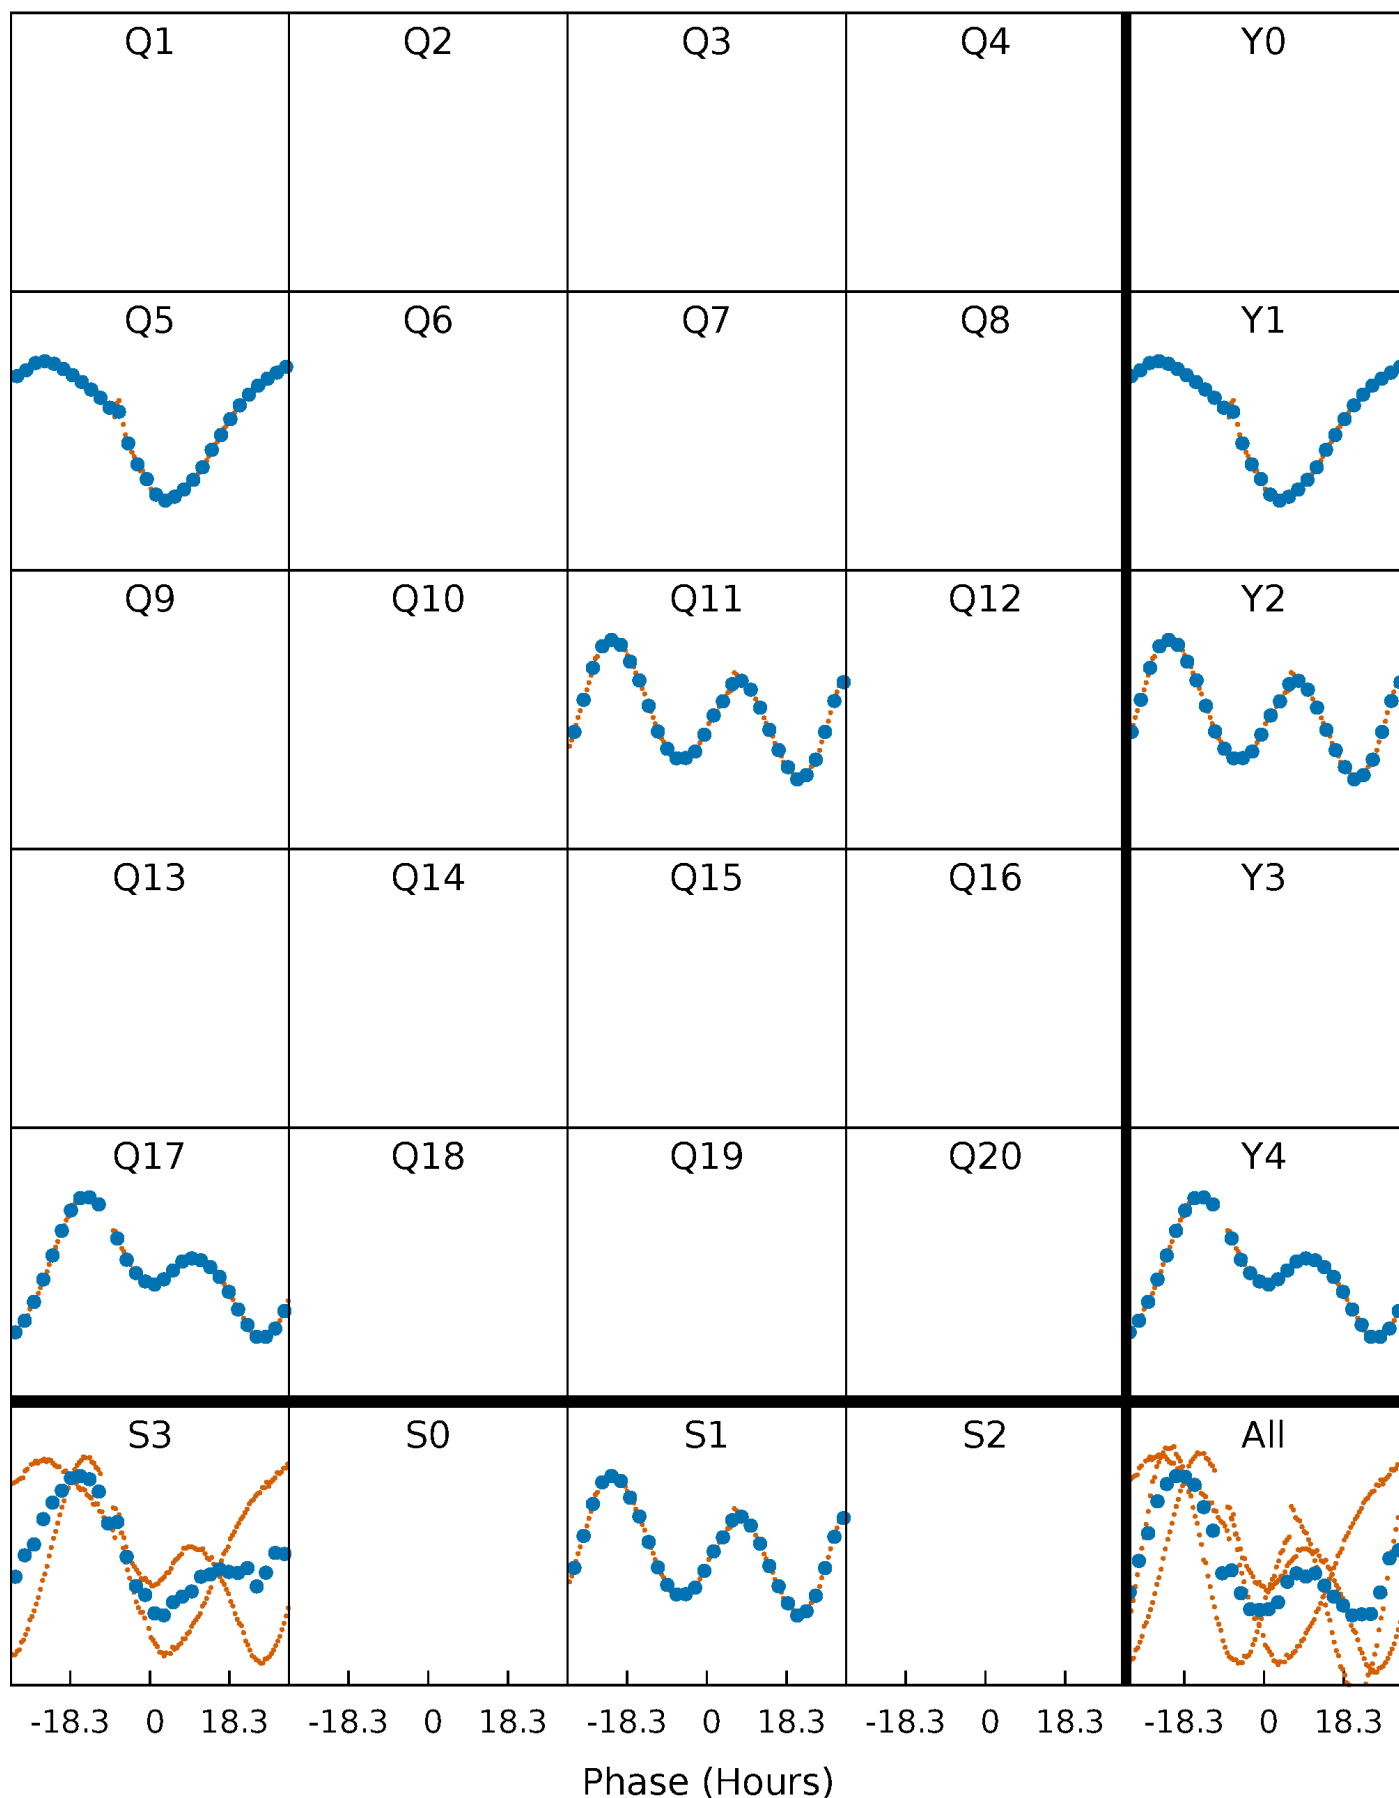 Q1 Q2 Q3 Q4 Y0
Q5 Q6 Q7 Q8 Y1
Q9 Q10 Q11 Q12 Y2
Q13 Q14 Q15 Q16 Y3
Q17 Q18 Q19 Q20 Y4
S3 S0 S1 S2 All
-18.3 0 18.3 -18.3 0 18.3 -18.3 0 18.3 -18.3 0 18.3 -18.3 0 18.3
Phase (Hours)